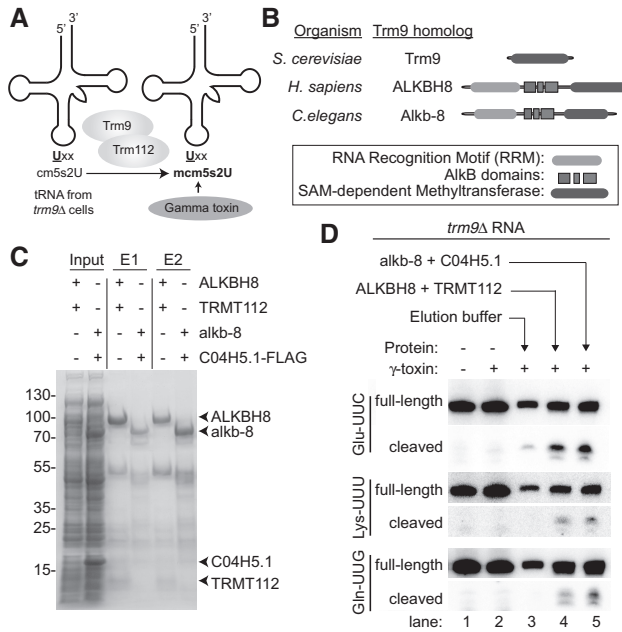 A
5' 3'
5' 3'
Trm9
Trm112
Uxx
cm5s2U
Uxx
mcm5s2U
tRNA from
trm9Δ cells
Gamma toxin
B
Organism Trm9 homolog
S. cerevisiae Trm9
H. sapiens ALKBH8
C.elegans Alkb-8
RNA Recognition Motif (RRM):
AlkB domains:
SAM-dependent Methyltransferase:
C
Input E1 E2
+ - + - + - ALKBH8
+ - + - + - TRMT112
- + - + - + alkb-8
- + - + - + C04H5.1-FLAG
130-
100-
70-
55-
35-
25-
15-
ALKBH8
alkb-8
C04H5.1
TRMT112
D
trm9Δ RNA
alkb-8 + C04H5.1
ALKBH8 + TRMT112
Elution buffer
Protein: - -
γ-toxin: - + + + +
Glu-UUC
full-length
cleaved
Lys-UUU
full-length
cleaved
Gln-UUG
full-length
cleaved
lane: 1 2 3 4 5